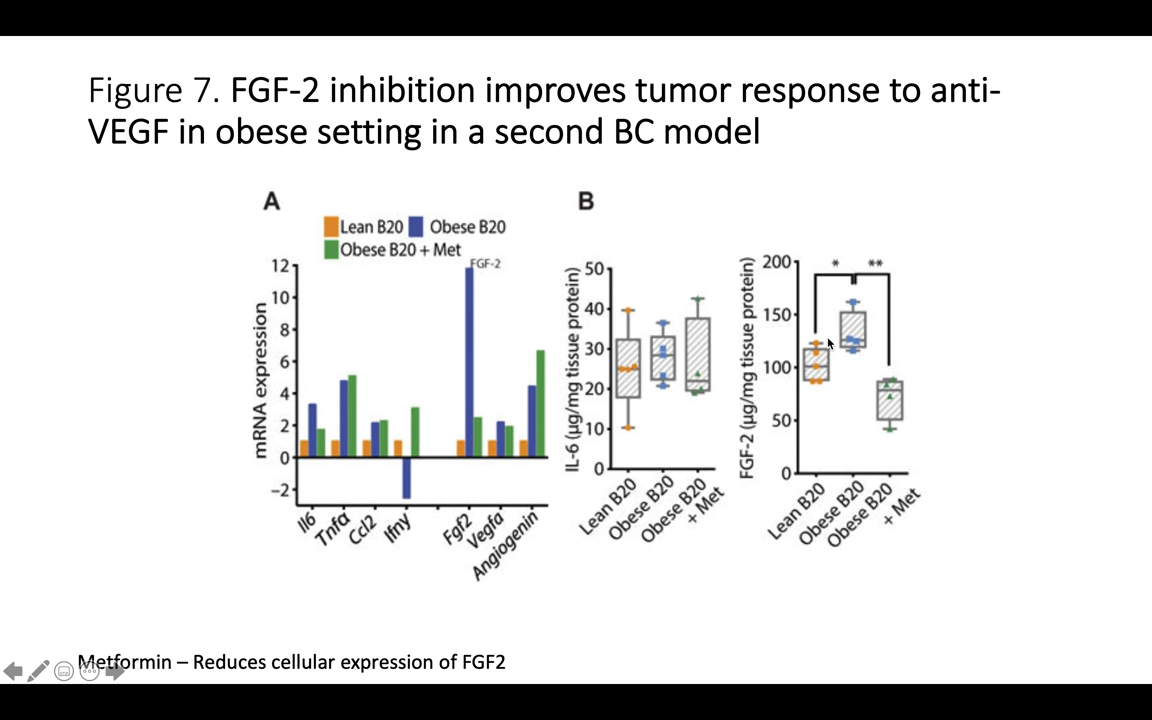 Figure 7. FGF-2 inhibition improves tumor response to anti-
VEGF in obese setting in a second BC model
A
Lean B20 Obese B20
Obese B20 + Met
FGF-2
mRNA expression
12
10
8
6
4
2
0
−2
Il6
Tnfα
Ccl2
Ifnγ
Fgf2
Vegfa
Angiogenin
B
IL-6 (µg/mg tissue protein)
50
40
30
20
10
0
Lean B20
Obese B20
Obese B20
+ Met
FGF-2 (µg/mg tissue protein)
200
150
100
50
0
* **
Lean B20
Obese B20
Obese B20
+ Met
Metformin – Reduces cellular expression of FGF2